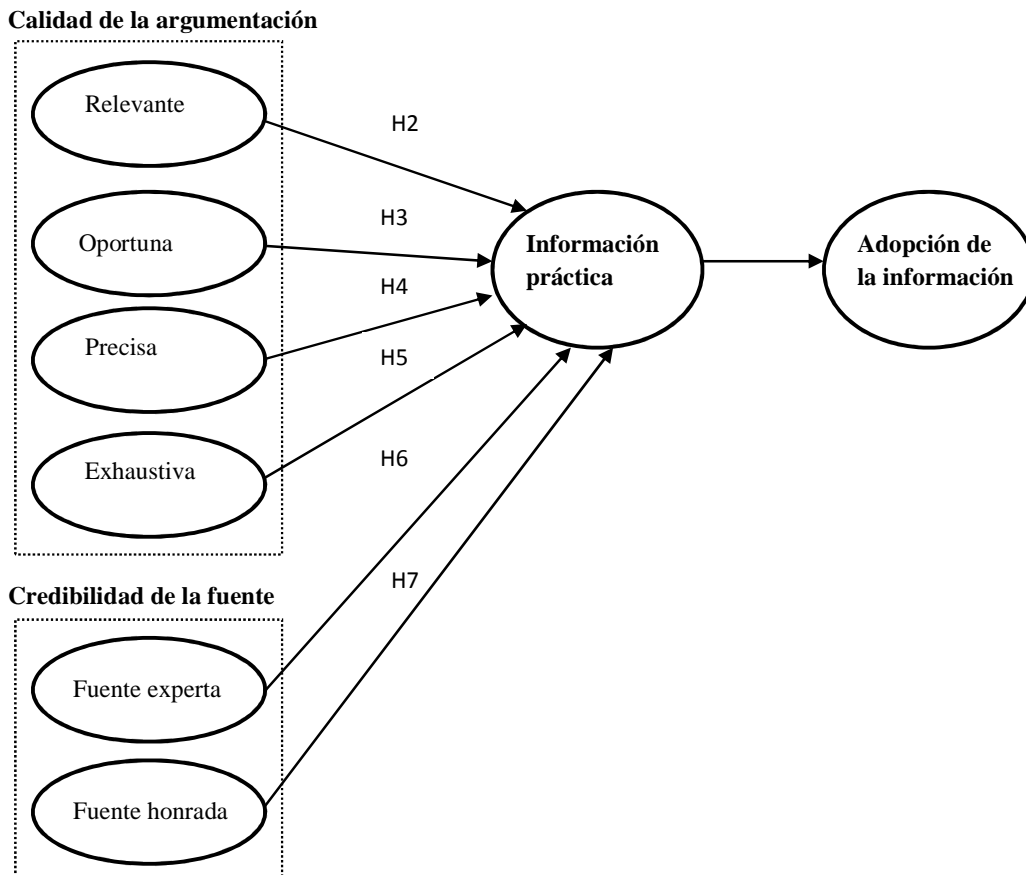 Calidad de la argumentación
Relevante
H2
Oportuna
H3
Información
práctica
Adopción de
la información
H4
Precisa
H5
Exhaustiva
H6
H7
Credibilidad de la fuente
Fuente experta
Fuente honrada